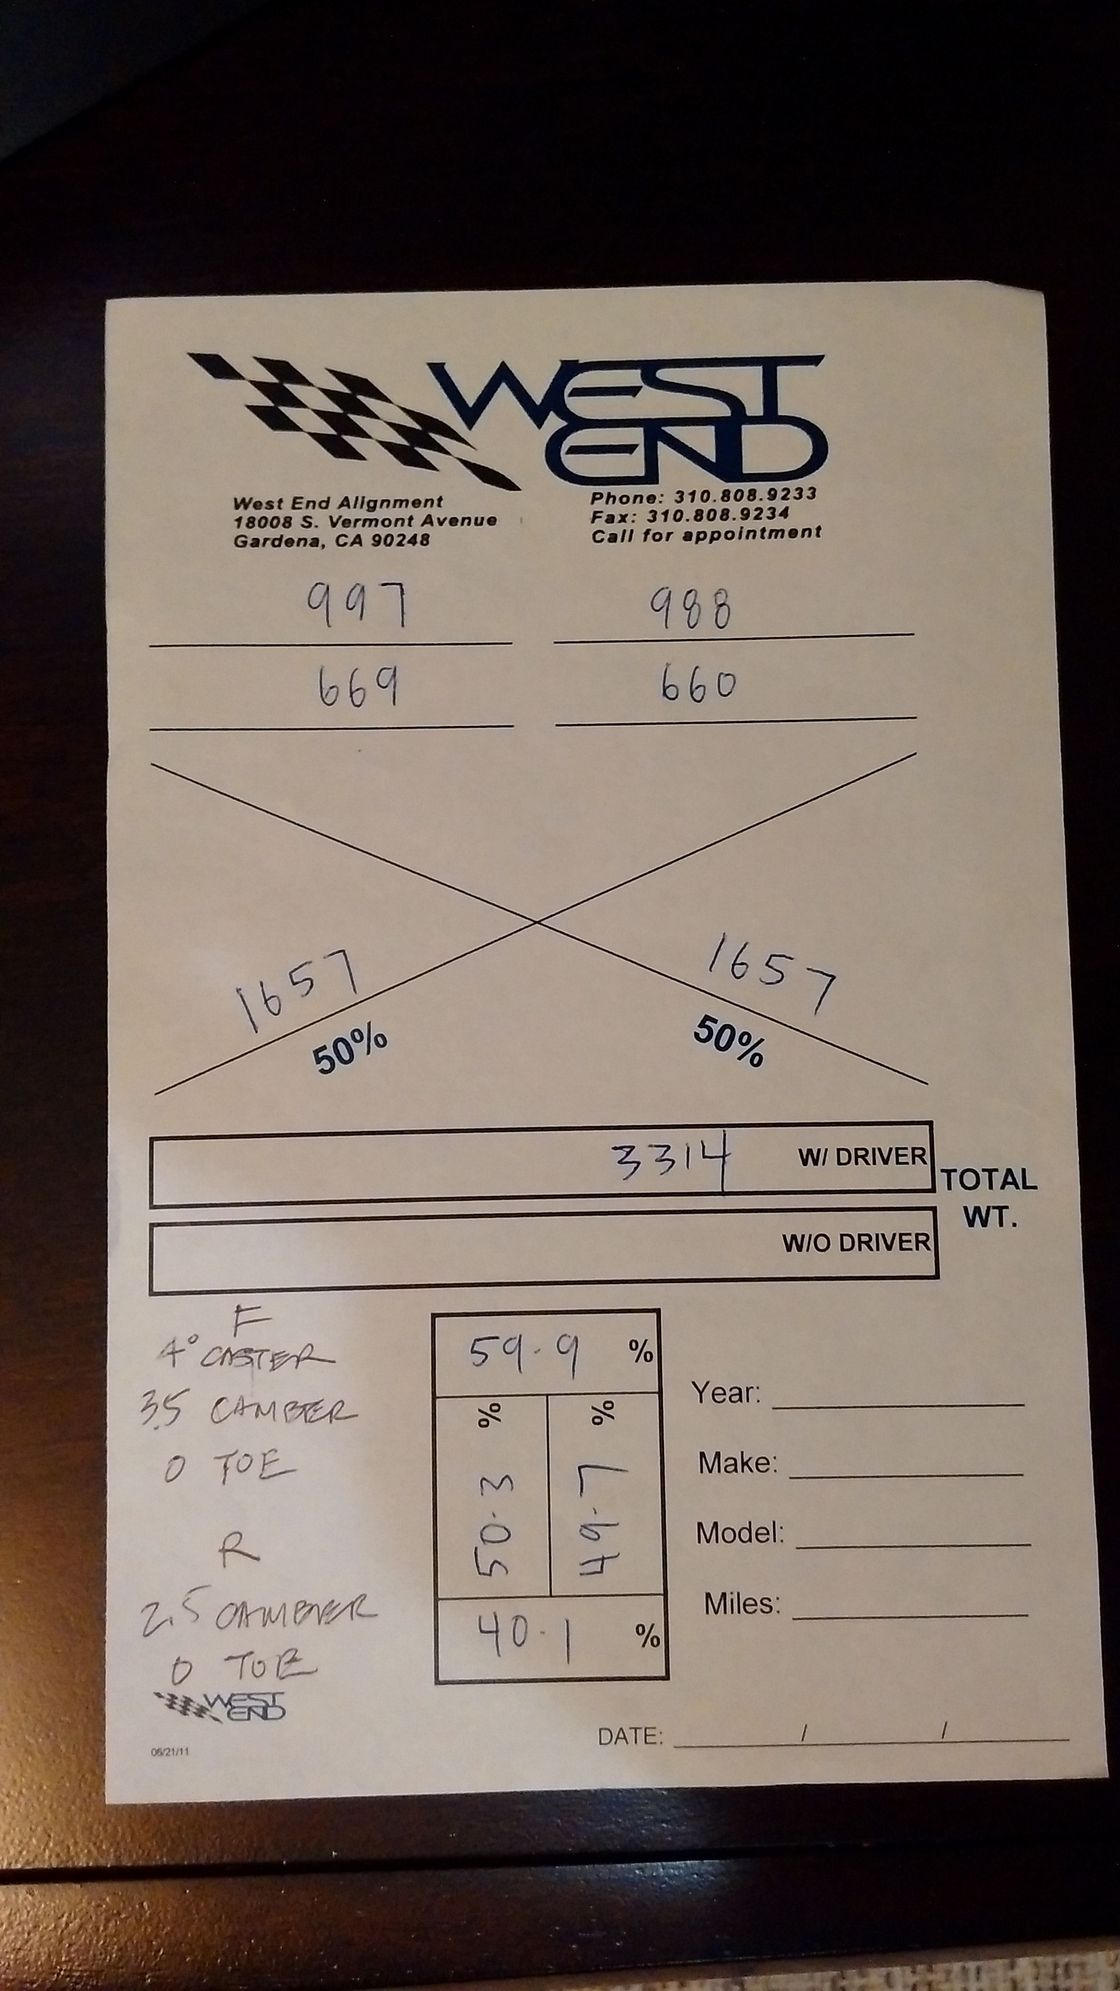 WEST
END
West End Alignment
18008 S. Vermont Avenue
Gardena, CA 90248
Phone: 310.808.9233
Fax: 310.808.9234
Call for appointment
997 988
669 660
1657 1657
50% 50%
3314 W/ DRIVER
TOTAL WT.
W/O DRIVER
F
4° CASTER
3.5 CAMBER
0 TOE
R
2.5 CAMBER
0 TOE
59.9 %
50.3 %
49.7 %
40.1 %
Year:
Make:
Model:
Miles:
WEST
END
06/21/11
DATE: / /